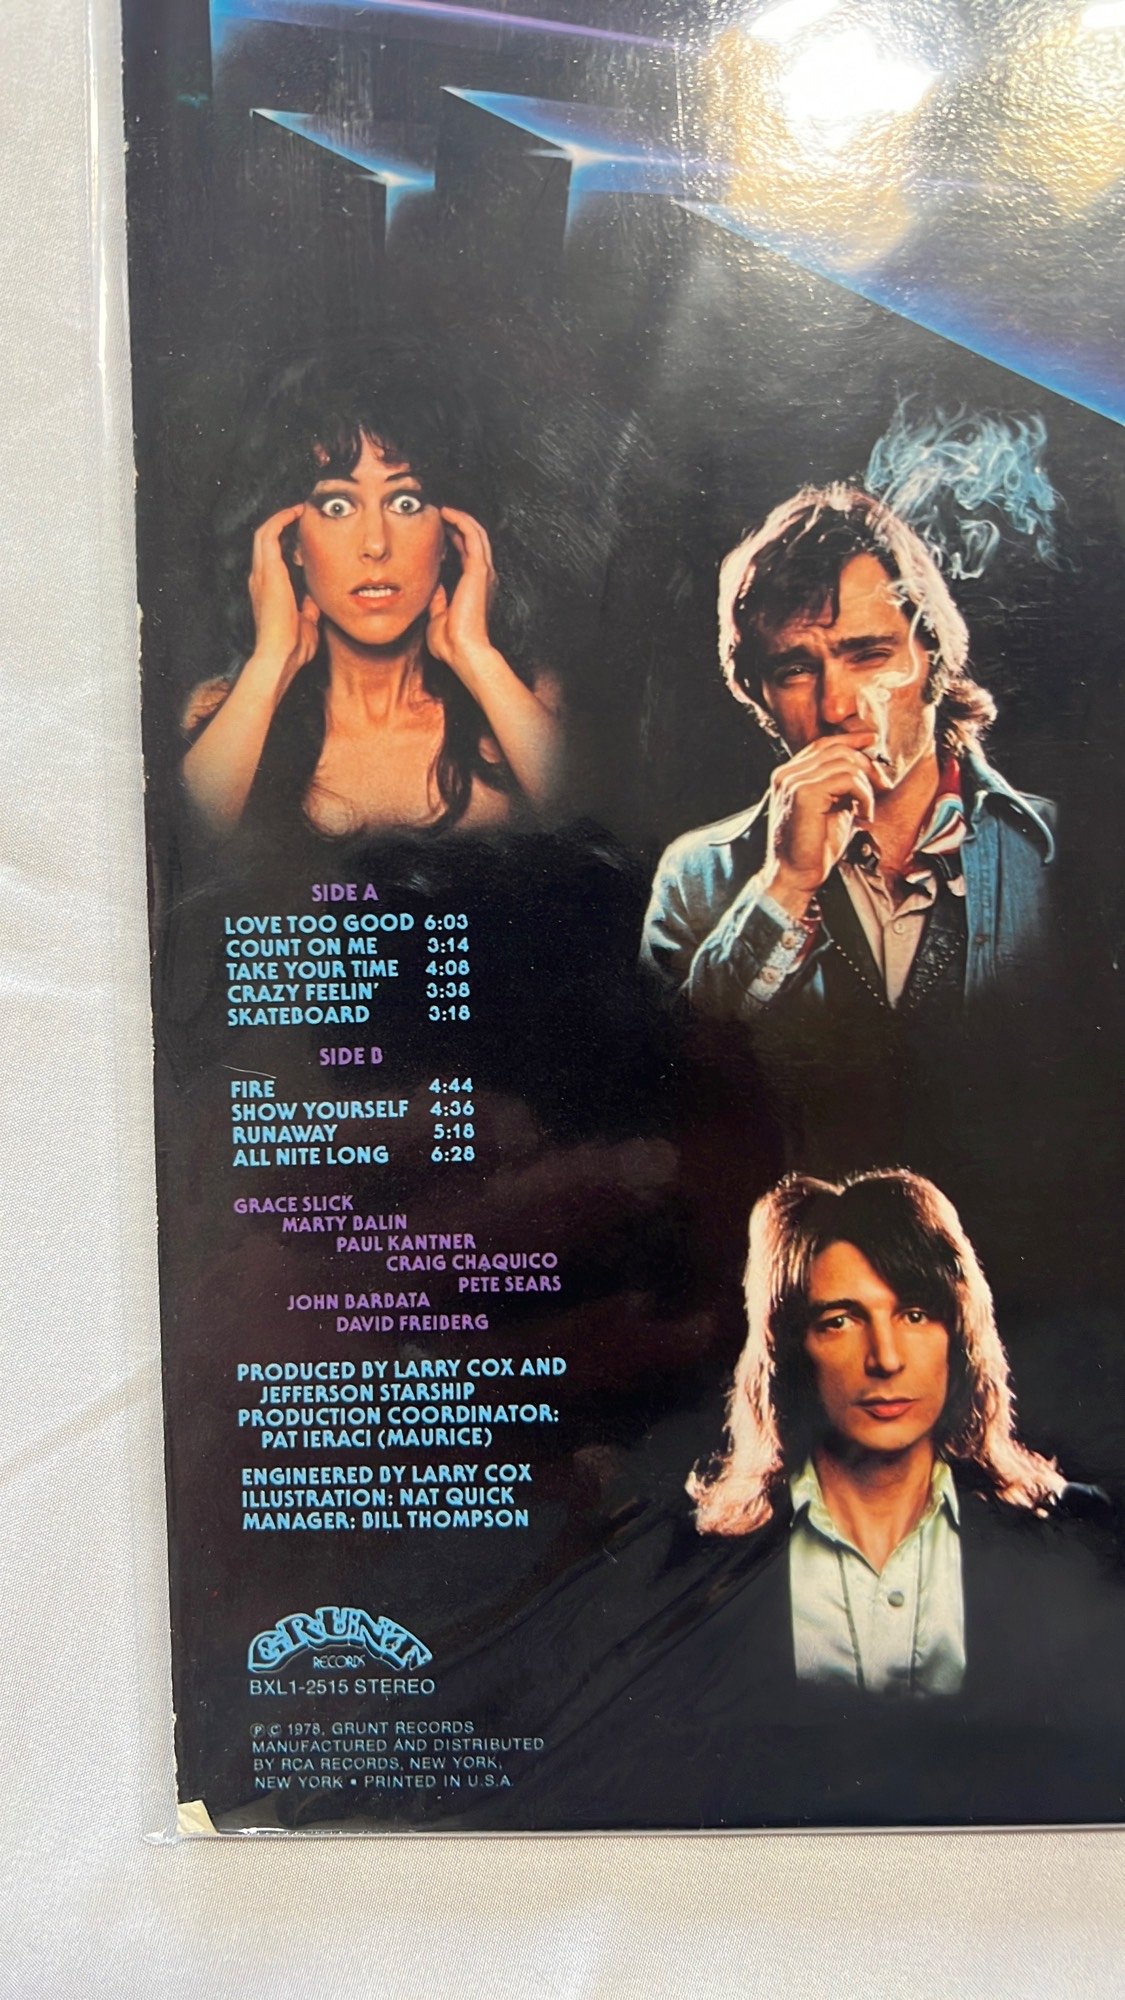 SIDE A
LOVE TOO GOOD 6:03
COUNT ON ME 3:14
TAKE YOUR TIME 4:08
CRAZY FEELIN' 3:38
SKATEBOARD 3:18
SIDE B
FIRE 4:44
SHOW YOURSELF 4:36
RUNAWAY 5:18
ALL NITE LONG 6:28
GRACE SLICK
MARTY BALIN
PAUL KANTNER
CRAIG CHAQUICO
PETE SEARS
JOHN BARBATA
DAVID FREIBERG
PRODUCED BY LARRY COX AND
JEFFERSON STARSHIP
PRODUCTION COORDINATOR:
PAT IERACI (MAURICE)
ENGINEERED BY LARRY COX
ILLUSTRATION: NAT QUICK
MANAGER: BILL THOMPSON
GRUNT
RECORDS
BXL1-2515 STEREO
℗ © 1978, GRUNT RECORDS
MANUFACTURED AND DISTRIBUTED
BY RCA RECORDS, NEW YORK,
NEW YORK • PRINTED IN U.S.A.